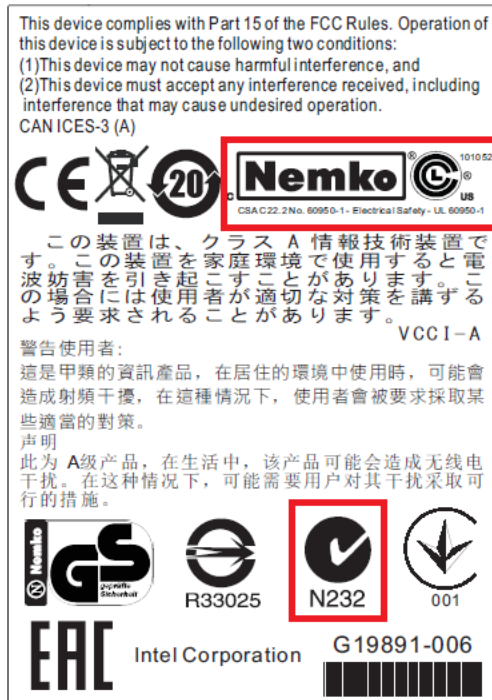 This device complies with Part 15 of the FCC Rules. Operation of
this device is subject to the following two conditions:
(1)This device may not cause harmful interference, and
(2)This device must accept any interference received, including
interference that may cause undesired operation.
CAN ICES-3 (A)
CE 20 C Nemko ® CL 101052 ® US
CSA C22.2 No. 60950-1 - Electrical Safety - UL 60950-1
この装置は、クラス A 情報技術装置で
す。この装置を家庭環境で使用すると電
波妨害を引き起こすことがあります。こ
の場合には使用者が適切な対策を講ずる
よう要求されることがあります。
VCCI-A
警告使用者:
這是甲類的資訊產品，在居住的環境中使用時，可能會
造成射頻干擾，在這種情況下，使用者會被要求採取某
些適當的對策。
声明
此为 A级产品，在生活中，该产品可能会造成无线电
干扰。在这种情况下，可能需要用户对其干扰采取可
行的措施。
N Nemko GS geprüfte Sicherheit
R33025 N232 001
EAC Intel Corporation G19891-006